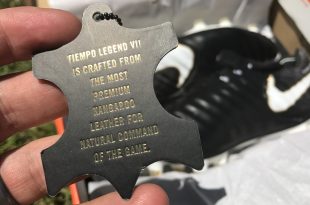 TIEMPO LEGEND VII
IS CRAFTED FROM
THE MOST
PREMIUM
KANGAROO
LEATHER FOR
NATURAL COMMAND
OF THE GAME.